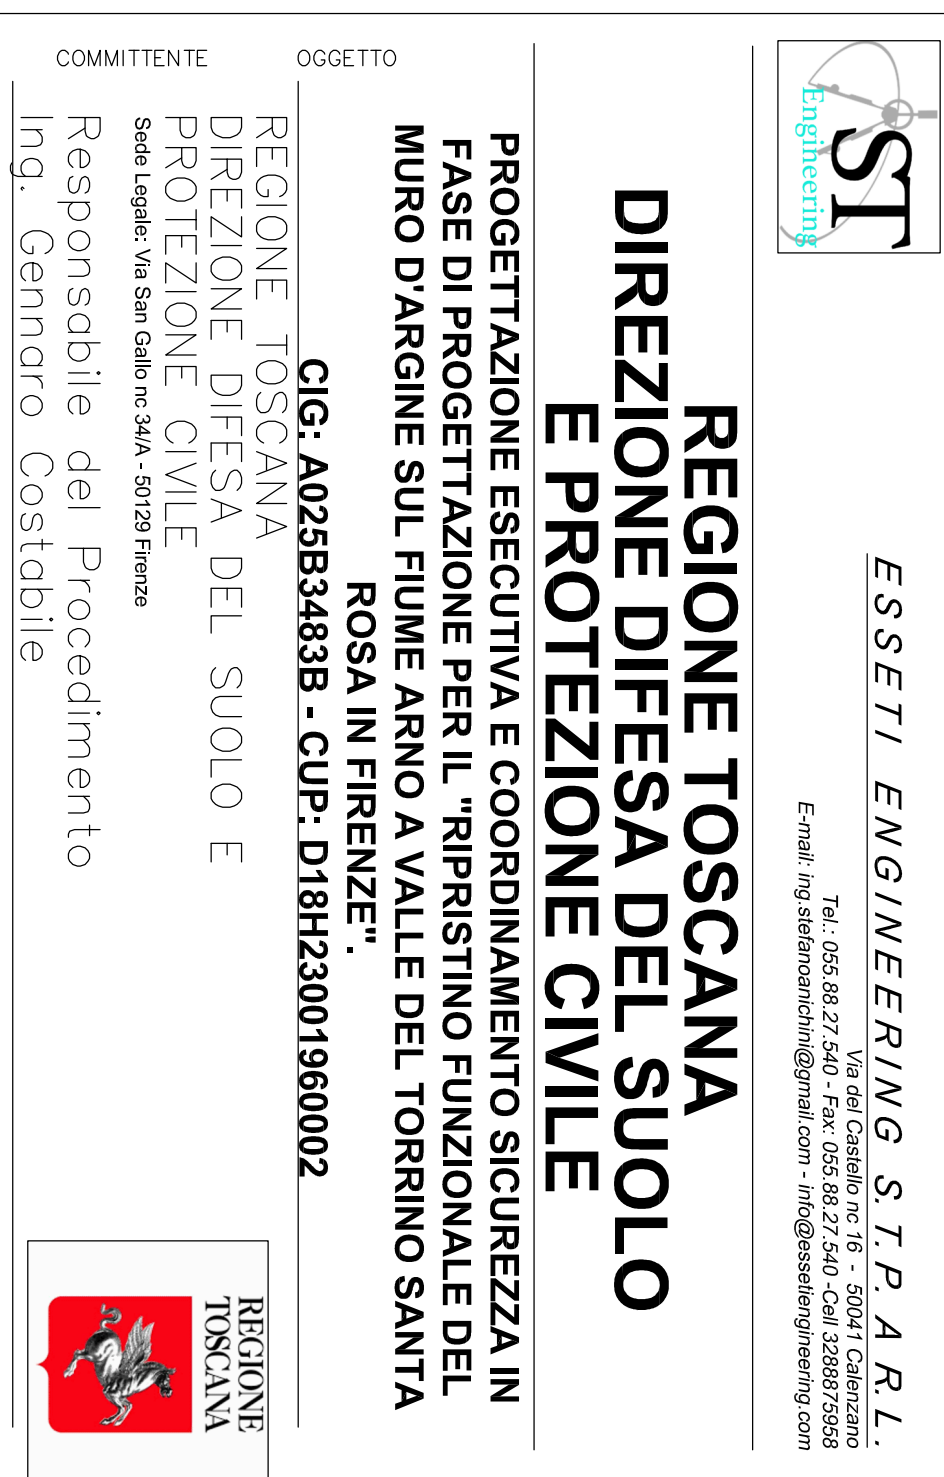 ST
Engineering
ESSETI ENGINEERING S.T.P. A R.L.
Via del Castello nc 16 - 50041 Calenzano
Tel.: 055.88.27.540 - Fax: 055.88.27.540 -Cell 3288875958
E-mail: ing.stefanoanichini@gmail.com - info@essetiengineering.com
REGIONE TOSCANA
DIREZIONE DIFESA DEL SUOLO
E PROTEZIONE CIVILE
PROGETTAZIONE ESECUTIVA E COORDINAMENTO SICUREZZA IN
FASE DI PROGETTAZIONE PER IL "RIPRISTINO FUNZIONALE DEL
MURO D'ARGINE SUL FIUME ARNO A VALLE DEL TORRINO SANTA
ROSA IN FIRENZE".
CIG: A025B3483B - CUP: D18H23001960002
OGGETTO
COMMITTENTE
REGIONE TOSCANA
DIREZIONE DIFESA DEL SUOLO E
PROTEZIONE CIVILE
Sede Legale: Via San Gallo nc 34/A - 50129 Firenze
Responsabile del Procedimento
Ing. Gennaro Costabile
REGIONE
TOSCANA